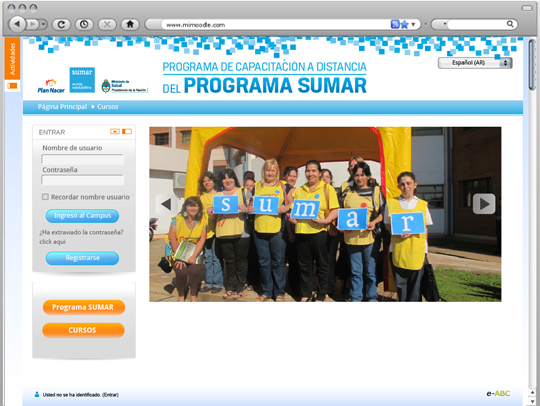 www.mimoodle.com
Actividades
Plan Nacer
sumar
Ministerio de
Salud
Presidencia de la Nación
PROGRAMA DE CAPACITACIÓN A DISTANCIA
DEL PROGRAMA SUMAR
Español (AR)
Página Principal
Cursos
ENTRAR
Nombre de usuario
Contraseña
Recordar nombre usuario
Ingreso al Campus
¿Ha extraviado la contraseña?
click aqui
Registrarse
Programa SUMAR
CURSOS
s u m a r
Usted no se ha identificado. (Entrar)
e-ABC